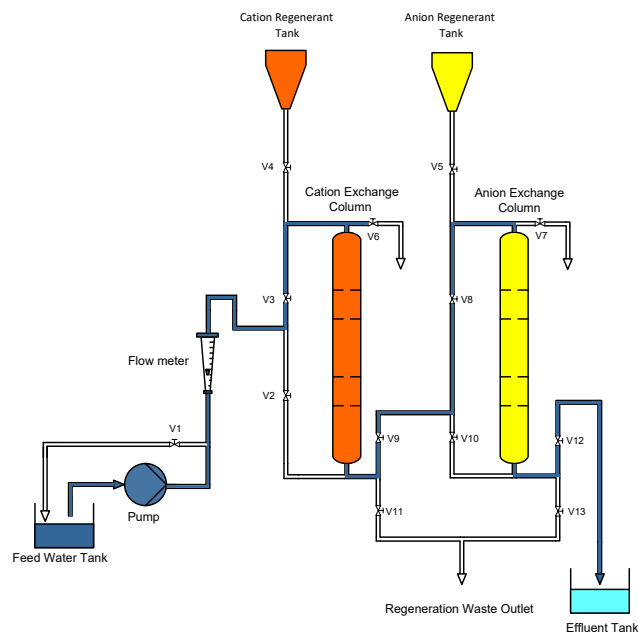 Cation Regenerant
Tank
Anion Regenerant
Tank
V4
V5
Cation Exchange
Column
Anion Exchange
Column
V6
V7
V3
V8
Flow meter
V2
V1
V9
V10
V12
V11
V13
Pump
Feed Water Tank
Regeneration Waste Outlet
Effluent Tank